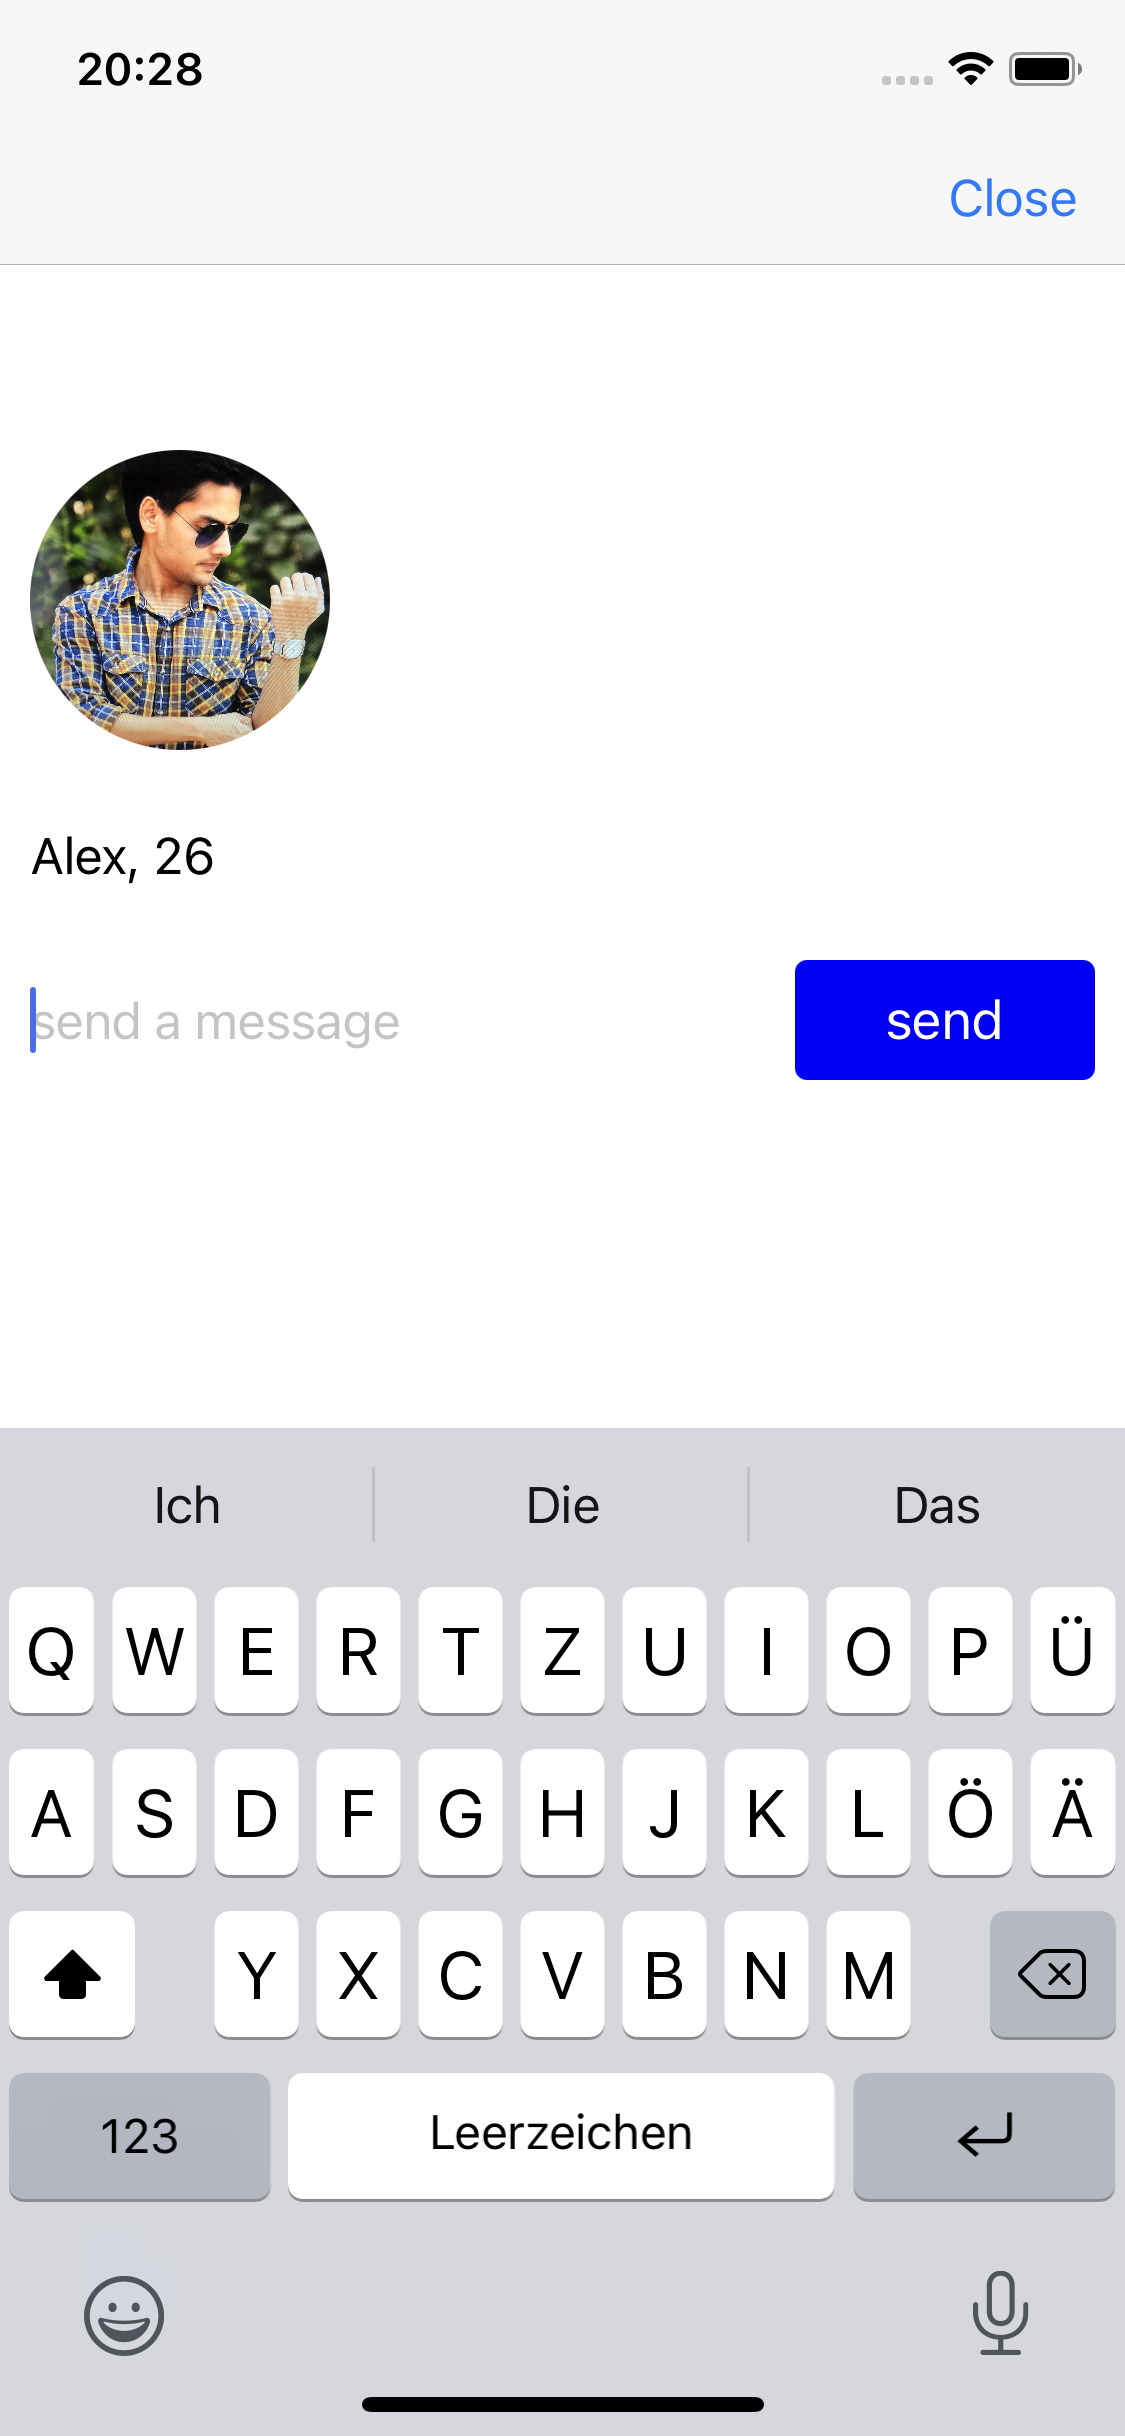 20:28
Close
Alex, 26
send a message
send
Ich Die Das
Q W E R T Z U I O P Ü
A S D F G H J K L Ö Ä
Y X C V B N M
123 Leerzeichen